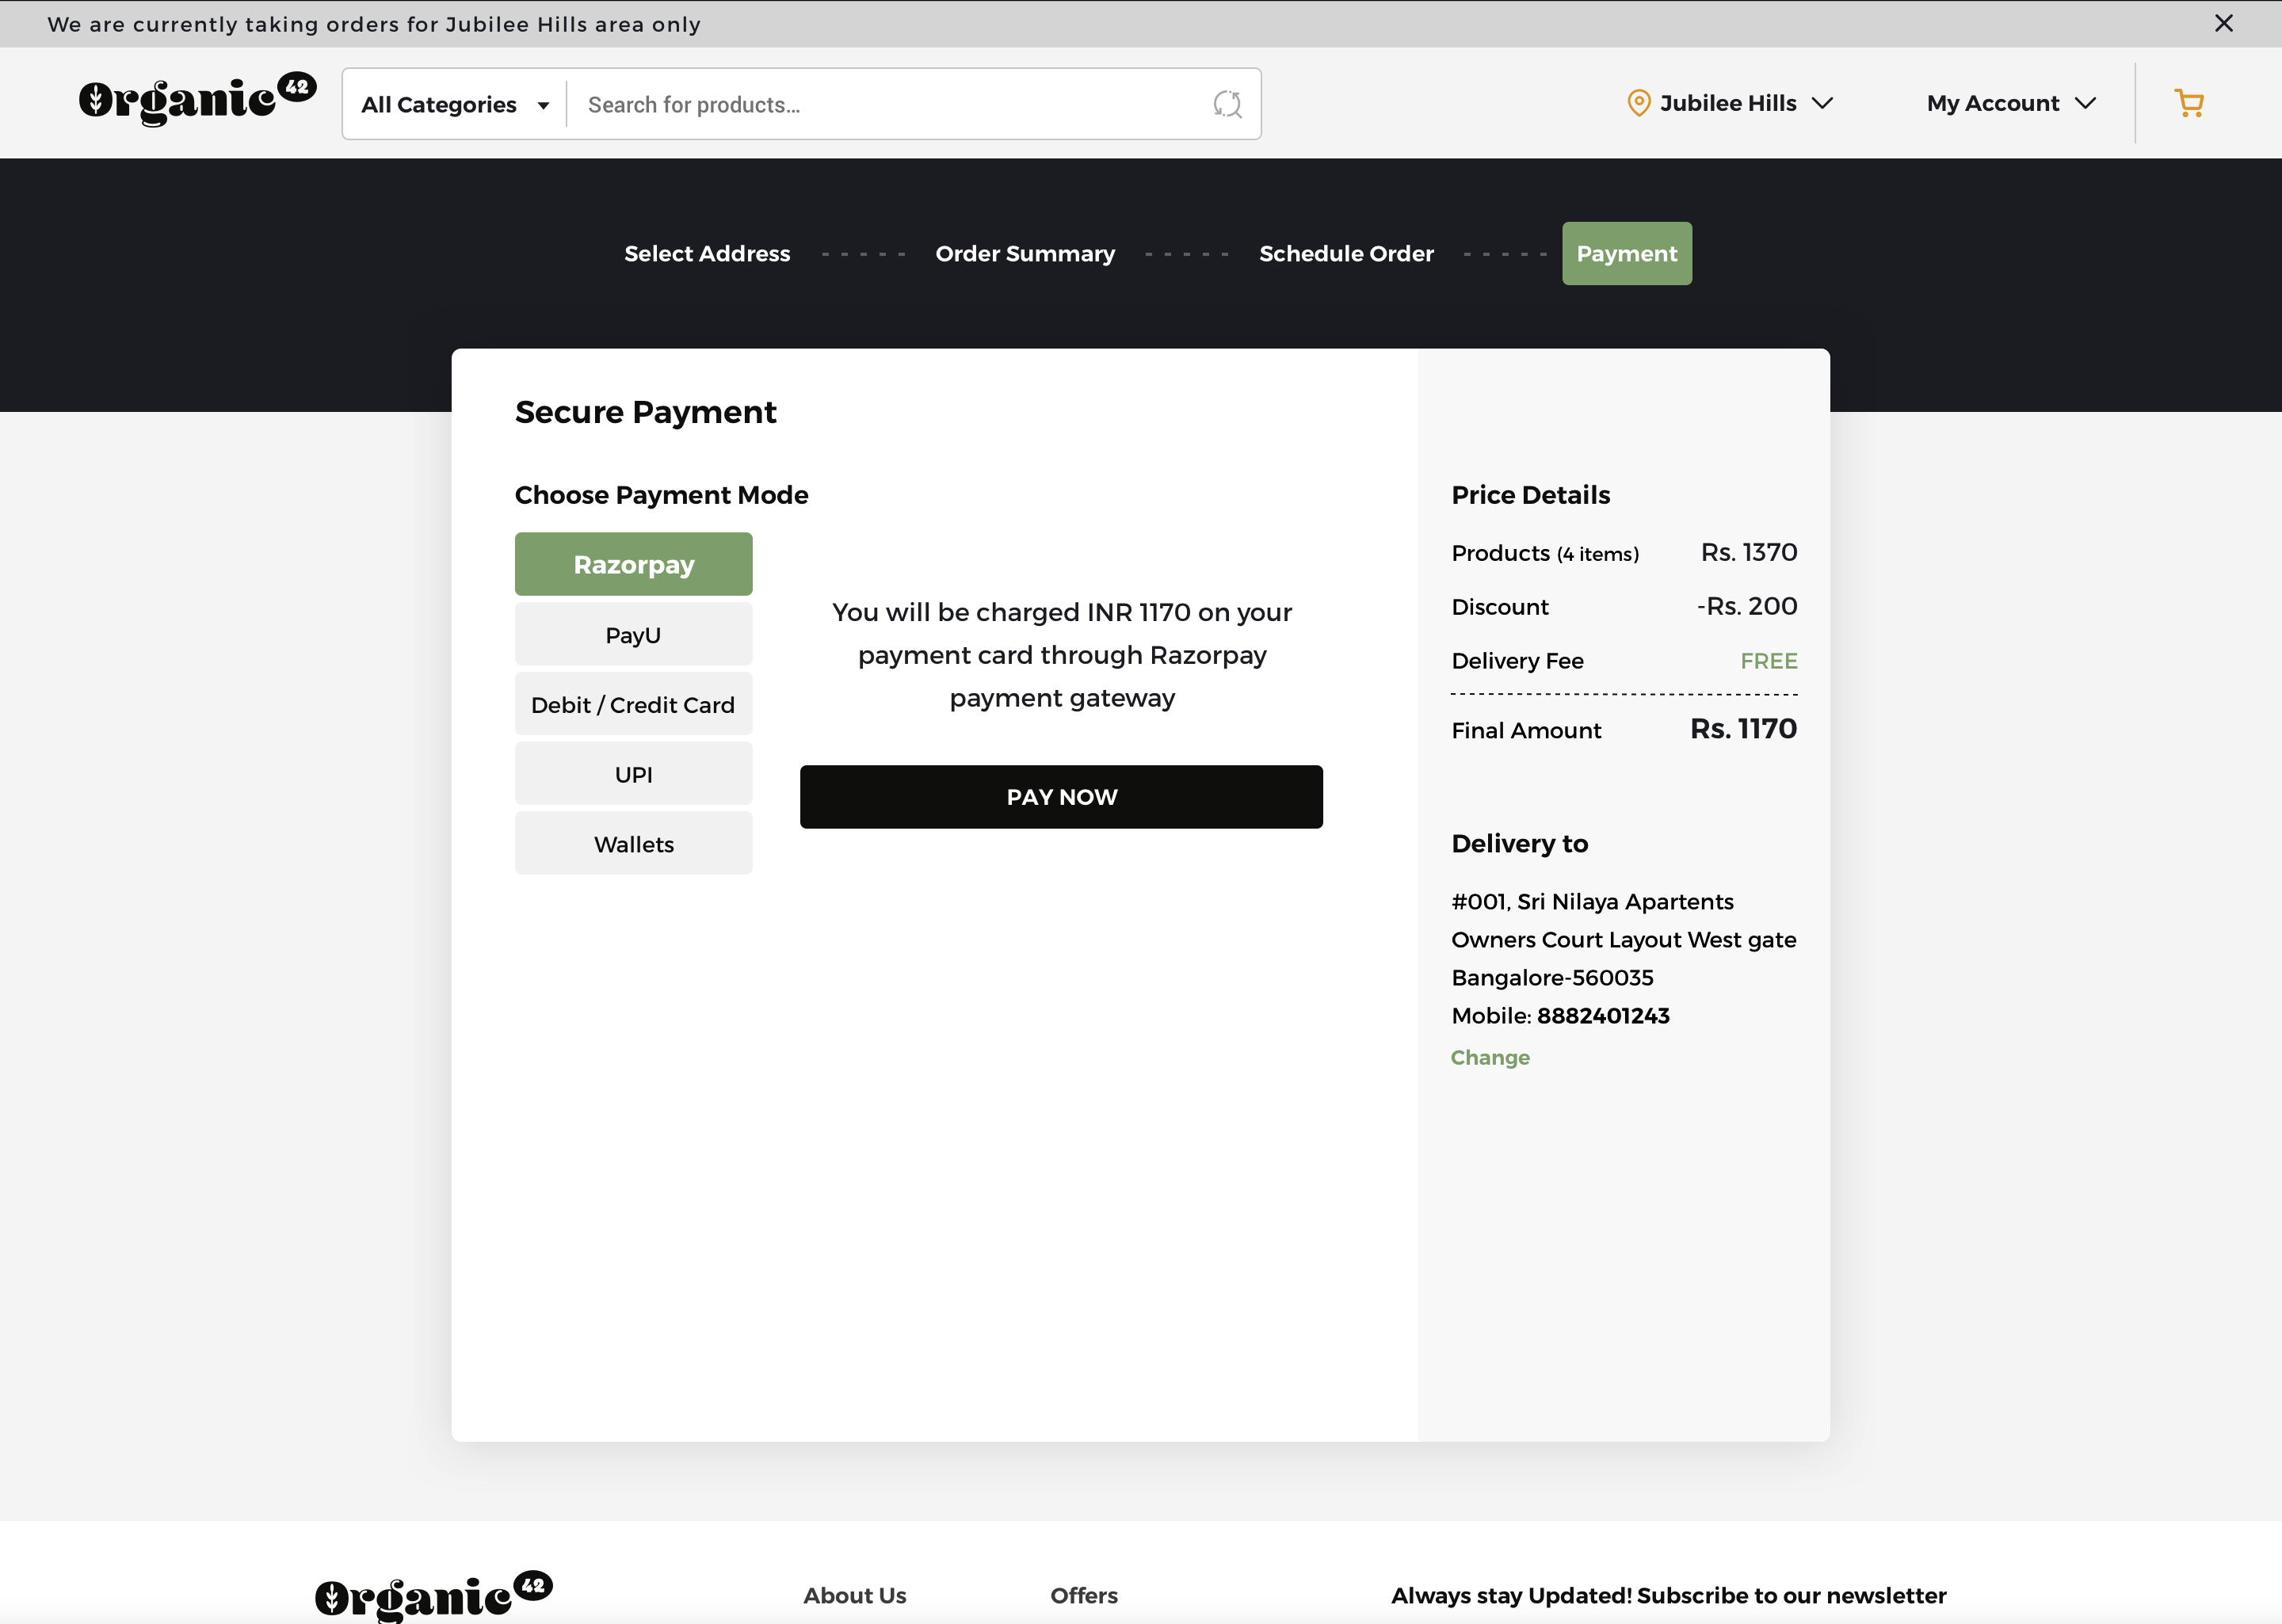 We are currently taking orders for Jubilee Hills area only
Organic 42
All Categories
Search for products...
Jubilee Hills
My Account
Select Address
Order Summary
Schedule Order
Payment
Secure Payment
Choose Payment Mode
Razorpay
PayU
Debit / Credit Card
UPI
Wallets
You will be charged INR 1170 on your
payment card through Razorpay
payment gateway
PAY NOW
Price Details
Products (4 items) Rs. 1370
Discount -Rs. 200
Delivery Fee FREE
Final Amount Rs. 1170
Delivery to
#001, Sri Nilaya Apartents
Owners Court Layout West gate
Bangalore-560035
Mobile: 8882401243
Change
Organic 42
About Us
Offers
Always stay Updated! Subscribe to our newsletter